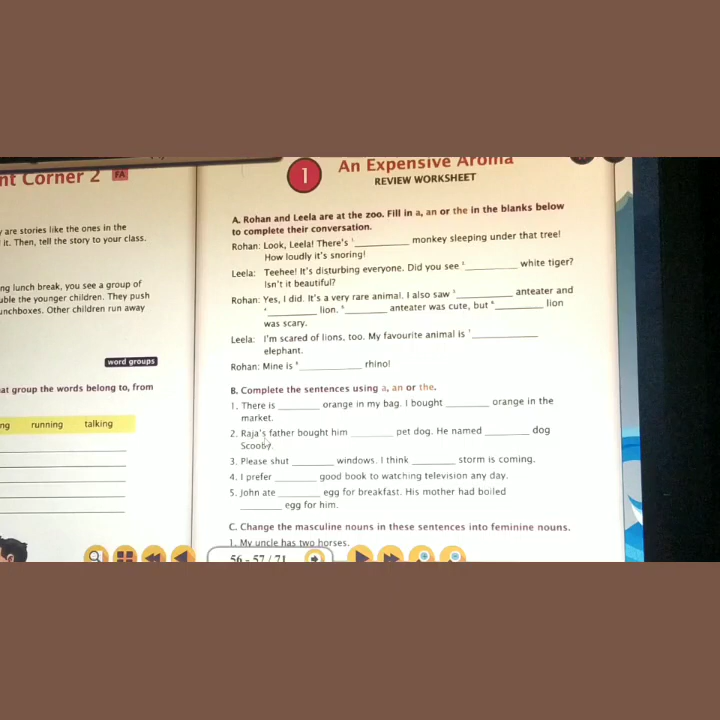 nt Corner 2 FA
y are stories like the ones in the
it. Then, tell the story to your class.
ng lunch break, you see a group of
uble the younger children. They push
unchboxes. Other children run away
word groups
at group the words belong to, from
ng running talking
1 An Expensive Aroma
REVIEW WORKSHEET
A. Rohan and Leela are at the zoo. Fill in a, an or the in the blanks below
to complete their conversation.
Rohan: Look, Leela! There's 1__________ monkey sleeping under that tree!
How loudly it's snoring!
Leela: Teehee! It's disturbing everyone. Did you see 2__________ white tiger?
Isn't it beautiful?
Rohan: Yes, I did. It's a very rare animal. I also saw 3__________ anteater and
4__________ lion. 5__________ anteater was cute, but 6__________ lion
was scary.
Leela: I'm scared of lions, too. My favourite animal is 7__________
elephant.
Rohan: Mine is 8__________ rhino!
B. Complete the sentences using a, an or the.
1. There is ________ orange in my bag. I bought ________ orange in the
market.
2. Raja's father bought him ________ pet dog. He named ________ dog
Scooby.
3. Please shut ________ windows. I think ________ storm is coming.
4. I prefer ________ good book to watching television any day.
5. John ate ________ egg for breakfast. His mother had boiled
________ egg for him.
C. Change the masculine nouns in these sentences into feminine nouns.
1. My uncle has two horses.
56 - 57 / 71